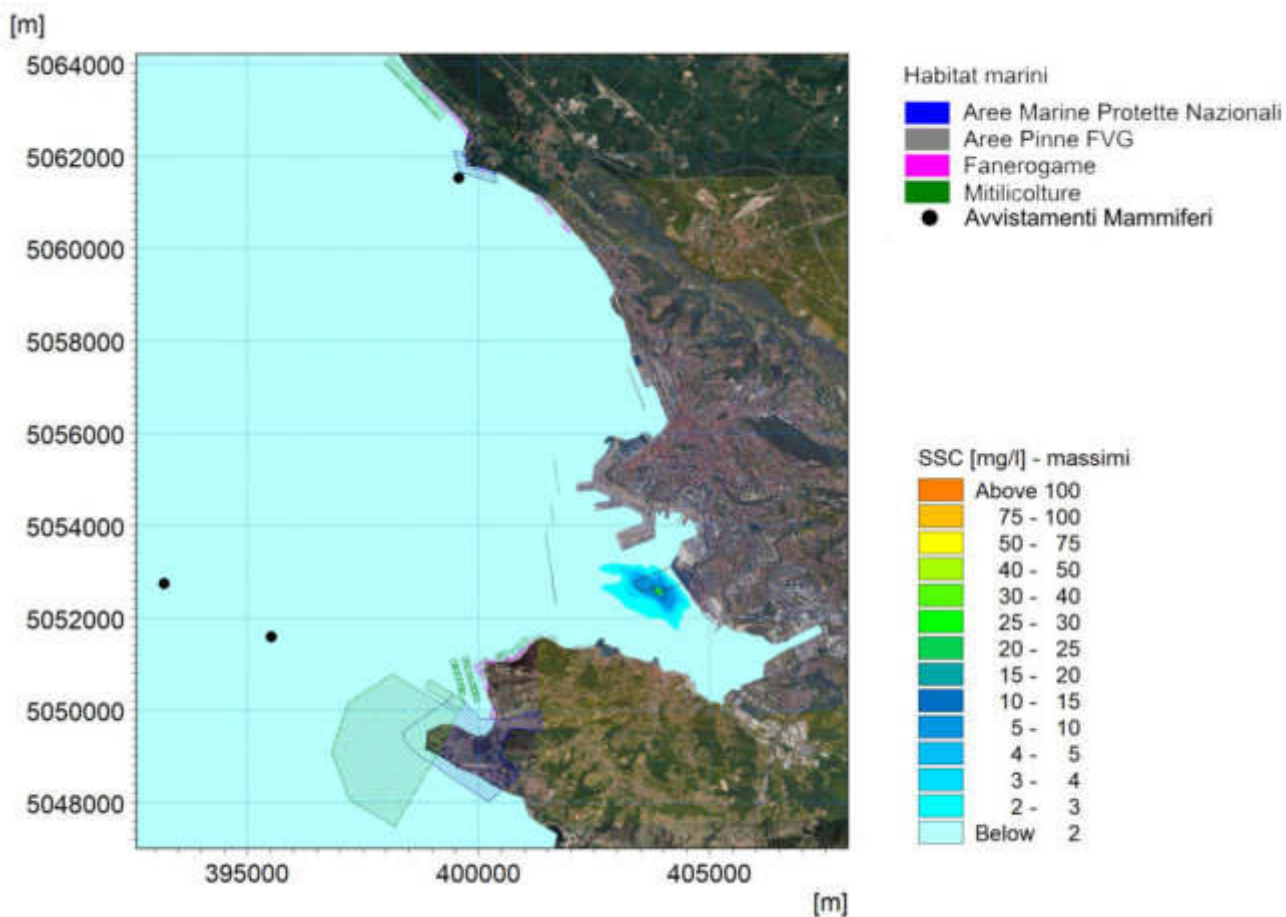 [m]
5064000
5062000
5060000
5058000
5056000
5054000
5052000
5050000
5048000
395000
400000
405000
[m]
Habitat marini
Aree Marine Protette Nazionali
Aree Pinne FVG
Fanerogame
Mitilicolture
Avvistamenti Mammiferi
SSC [mg/l] - massimi
Above 100
75 - 100
50 - 75
40 - 50
30 - 40
25 - 30
20 - 25
15 - 20
10 - 15
5 - 10
4 - 5
3 - 4
2 - 3
Below 2